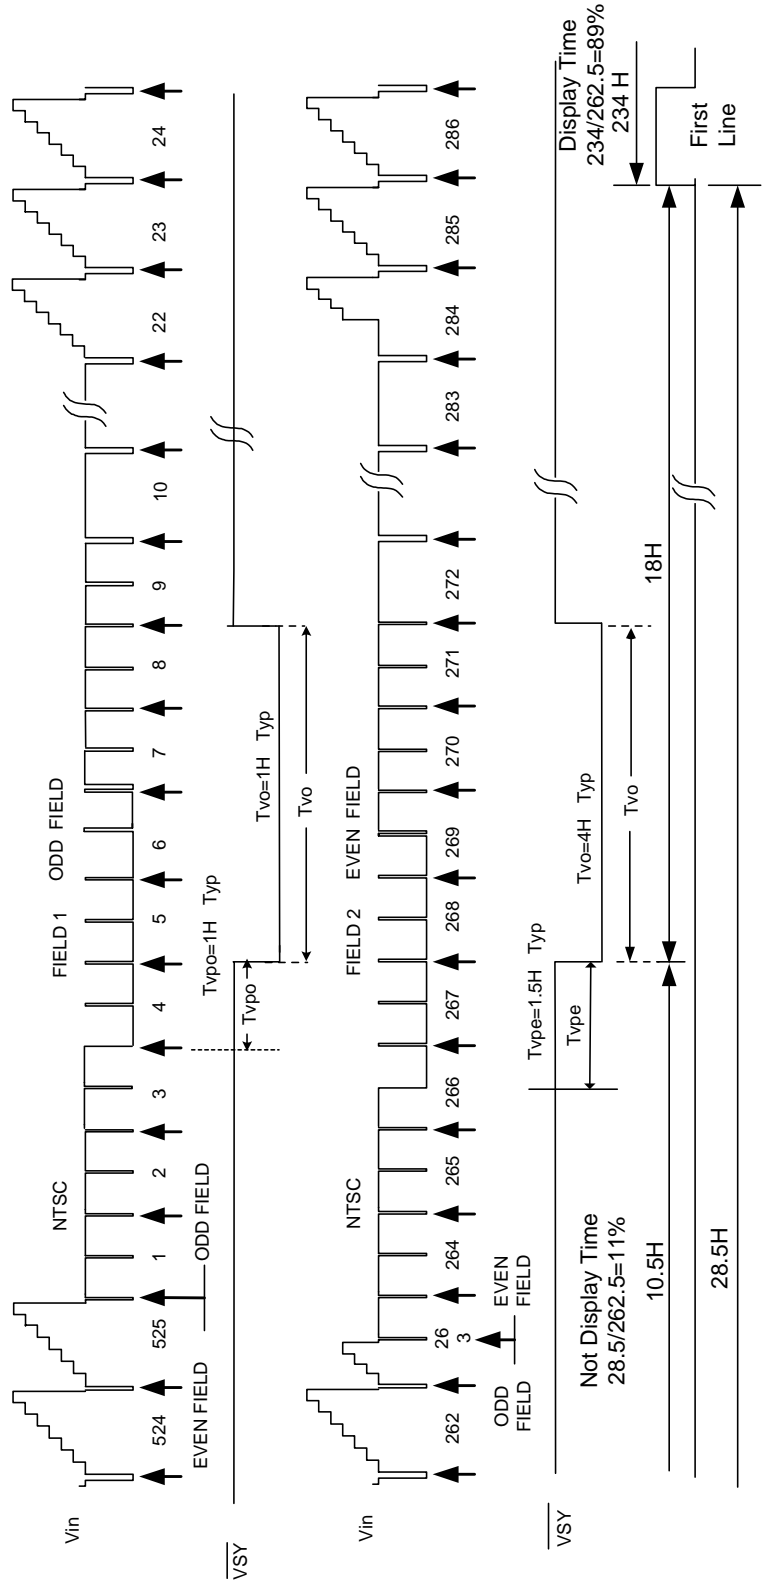 Vin
NTSC
FIELD 1
ODD FIELD
524
525
1
2
3
4
5
6
7
8
9
10
22
23
24
EVEN FIELD
ODD FIELD
VSY
Tvpo=1H Typ
Tvpo
Tvo=1H Typ
Tvo
Vin
NTSC
FIELD 2
EVEN FIELD
262
26
3
264
265
266
267
268
269
270
271
272
283
284
285
286
ODD
FIELD
EVEN
FIELD
VSY
Tvpe=1.5H Typ
Tvpe
Tvo=4H Typ
Tvo
Not Display Time
28.5/262.5=11%
Display Time
234/262.5=89%
234 H
10.5H
18H
First
Line
28.5H